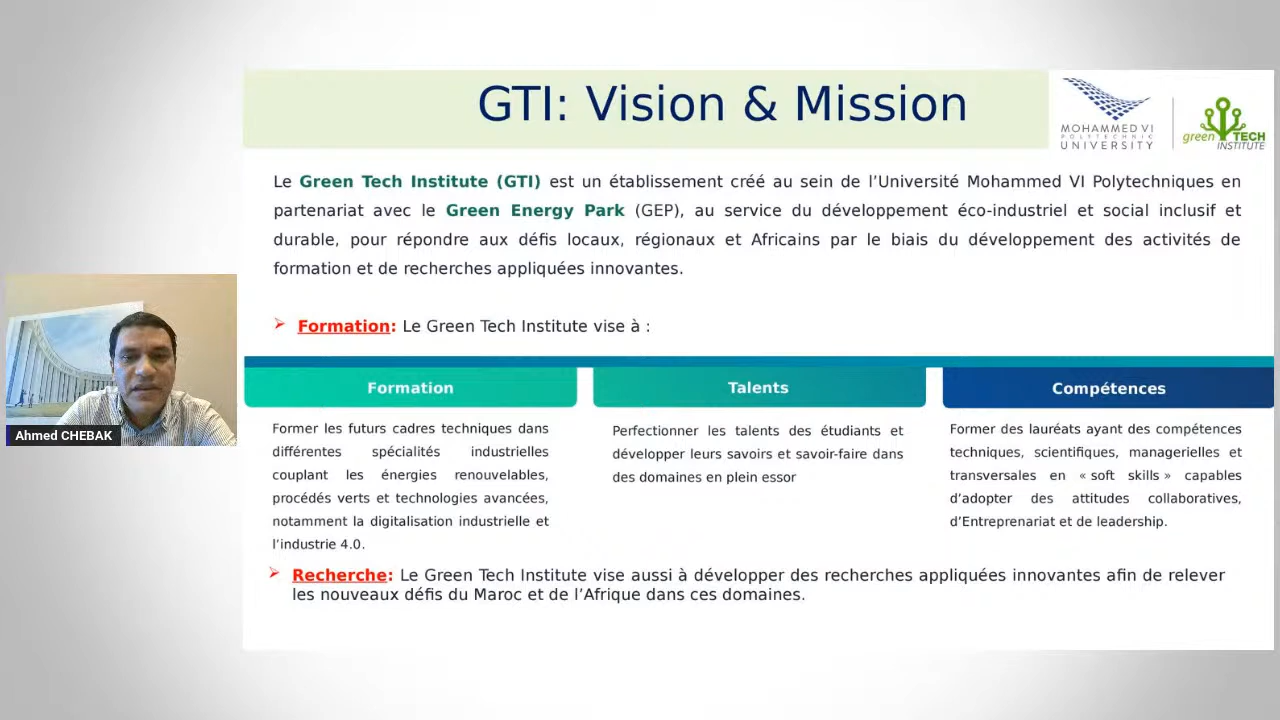 GTI: Vision & Mission
MOHAMMED VI
POLYTECHNIC
UNIVERSITY
green TECH
INSTITUTE
Le Green Tech Institute (GTI) est un établissement créé au sein de l’Université Mohammed VI Polytechniques en
partenariat avec le Green Energy Park (GEP), au service du développement éco-industriel et social inclusif et
durable, pour répondre aux défis locaux, régionaux et Africains par le biais du développement des activités de
formation et de recherches appliquées innovantes.
Formation: Le Green Tech Institute vise à :
Formation
Former les futurs cadres techniques dans
différentes spécialités industrielles
couplant les énergies renouvelables,
procédés verts et technologies avancées,
notamment la digitalisation industrielle et
l’industrie 4.0.
Talents
Perfectionner les talents des étudiants et
développer leurs savoirs et savoir-faire dans
des domaines en plein essor
Compétences
Former des lauréats ayant des compétences
techniques, scientifiques, managerielles et
transversales en « soft skills » capables
d’adopter des attitudes collaboratives,
d’Entreprenariat et de leadership.
Recherche: Le Green Tech Institute vise aussi à développer des recherches appliquées innovantes afin de relever
les nouveaux défis du Maroc et de l’Afrique dans ces domaines.
Ahmed CHEBAK